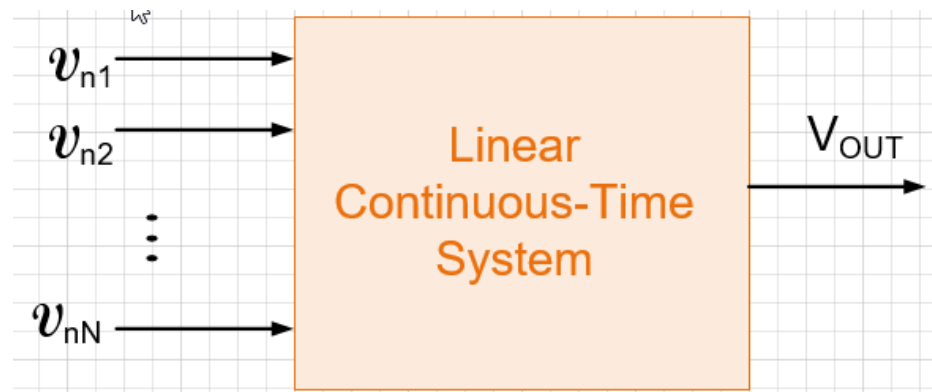 vn1
vn2
⋮
vnN
Linear
Continuous-Time
System
VOUT